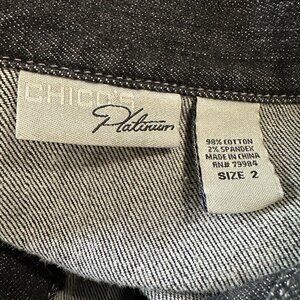 CHICO'S
Platinum
98% COTTON
2% SPANDEX
MADE IN CHINA
RN# 79984
SIZE 2